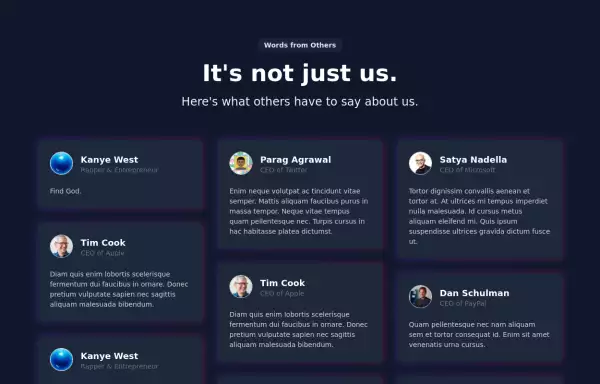 Words from Others
It's not just us.
Here's what others have to say about us.
Kanye West
Rapper & Entrepreneur
Find God.
Tim Cook
CEO of Apple
Diam quis enim lobortis scelerisque
fermentum dui faucibus in ornare. Donec
pretium vulputate sapien nec sagittis
aliquam malesuada bibendum.
Kanye West
Rapper & Entrepreneur
Parag Agrawal
CEO of Twitter
Enim neque volutpat ac tincidunt vitae
semper. Mattis aliquam faucibus purus in
massa tempor. Neque vitae tempus
quam pellentesque nec. Turpis cursus in
hac habitasse platea dictumst.
Tim Cook
CEO of Apple
Diam quis enim lobortis scelerisque
fermentum dui faucibus in ornare. Donec
pretium vulputate sapien nec sagittis
aliquam malesuada bibendum.
Satya Nadella
CEO of Microsoft
Tortor dignissim convallis aenean et
tortor at. At ultrices mi tempus imperdiet
nulla malesuada. Id cursus metus
aliquam eleifend mi. Quis ipsum
suspendisse ultrices gravida dictum fusce
ut.
Dan Schulman
CEO of PayPal
Quam pellentesque nec nam aliquam
sem et tortor consequat id. Enim sit amet
venenatis urna cursus.